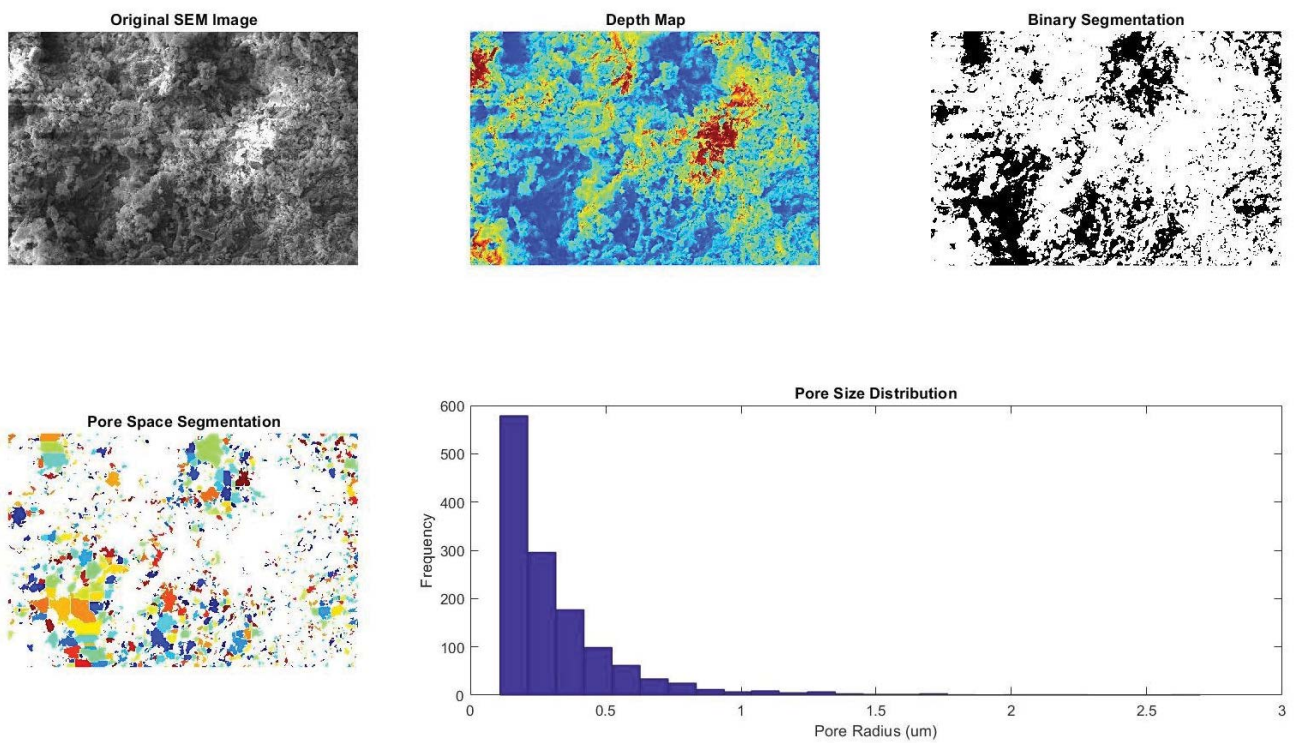 Original SEM Image
Depth Map
Binary Segmentation
Pore Space Segmentation
Pore Size Distribution
Frequency
600
500
400
300
200
100
0
0 0.5 1 1.5 2 2.5 3
Pore Radius (um)